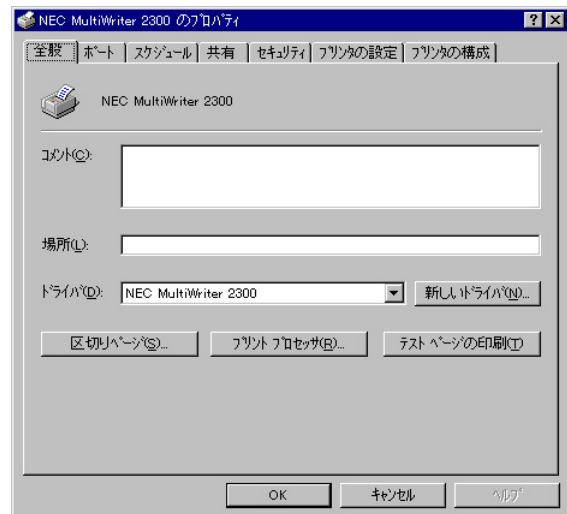 NEC MultiWriter 2300 のﾌﾟﾛﾊﾟﾃｨ
全般 ﾎﾟｰﾄ ｽｹｼﾞｭｰﾙ 共有 ｾｷｭﾘﾃｨ ﾌﾟﾘﾝﾀの設定 ﾌﾟﾘﾝﾀの構成
NEC MultiWriter 2300
ｺﾒﾝﾄ(C):
場所(L):
ﾄﾞﾗｲﾊﾞ(D): NEC MultiWriter 2300 新しいﾄﾞﾗｲﾊﾞ(N)...
区切りﾍﾟｰｼﾞ(S)... ﾌﾟﾘﾝﾄ ﾌﾟﾛｾｯｻ(R)... ﾃｽﾄ ﾍﾟｰｼﾞの印刷(T)
OK ｷｬﾝｾﾙ ﾍﾙﾌﾟ